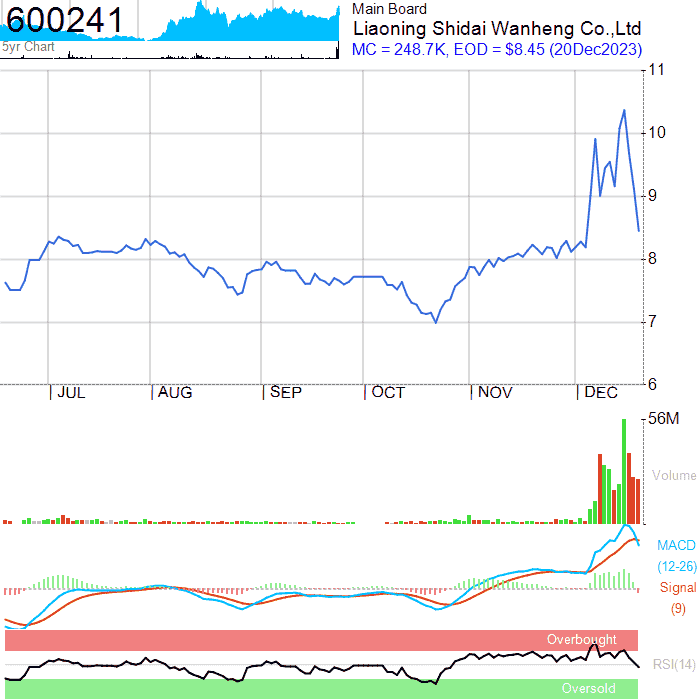 600241
5yr Chart
Main Board
Liaoning Shidai Wanheng Co.,Ltd
MC = 248.7K, EOD = $8.45 (20Dec2023)
11
10
9
8
7
6
JUL AUG SEP OCT NOV DEC
56M
Volume
MACD
(12-26)
Signal
(9)
Overbought
RSI(14)
Oversold